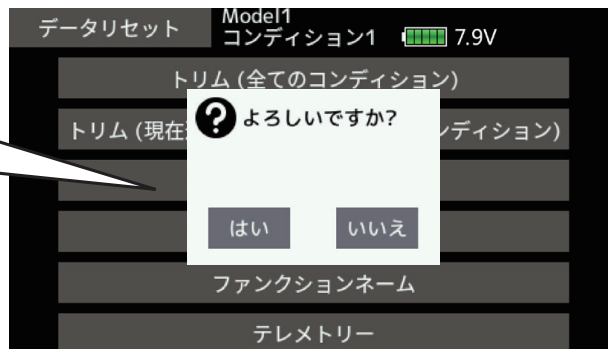 データリセット
Model1
コンディション1
7.9V
トリム (全てのコンディション)
トリム (現在
ンディション)
よろしいですか?
はい
いいえ
ファンクションネーム
テレメトリー